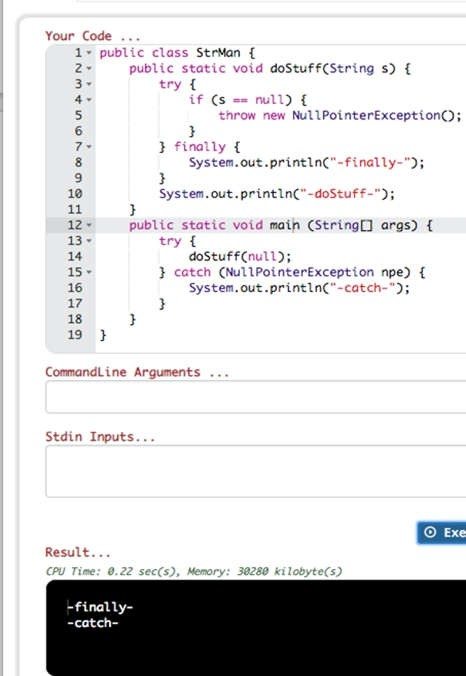 Your Code ...
1 public class StrMan {
2 public static void doStuff(String s) {
3 try {
4 if (s == null) {
5 throw new NullPointerException();
6 }
7 } finally {
8 System.out.println("-finally-");
9 }
10 System.out.println("-doStuff-");
11 }
12 public static void main (String[] args) {
13 try {
14 doStuff(null);
15 } catch (NullPointerException npe) {
16 System.out.println("-catch-");
17 }
18 }
19 }
CommandLine Arguments ...
Stdin Inputs...
Exe
Result...
CPU Time: 0.22 sec(s), Memory: 30280 kilobyte(s)
-finally-
-catch-